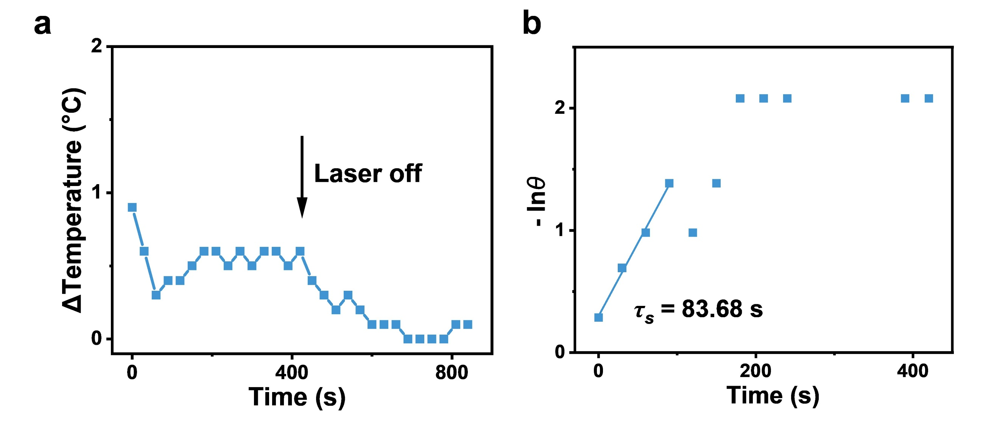 a
2
1
0
ΔTemperature (°C)
Laser off
0 400 800
Time (s)
b
2
1
0
- lnθ
τs = 83.68 s
0 200 400
Time (s)